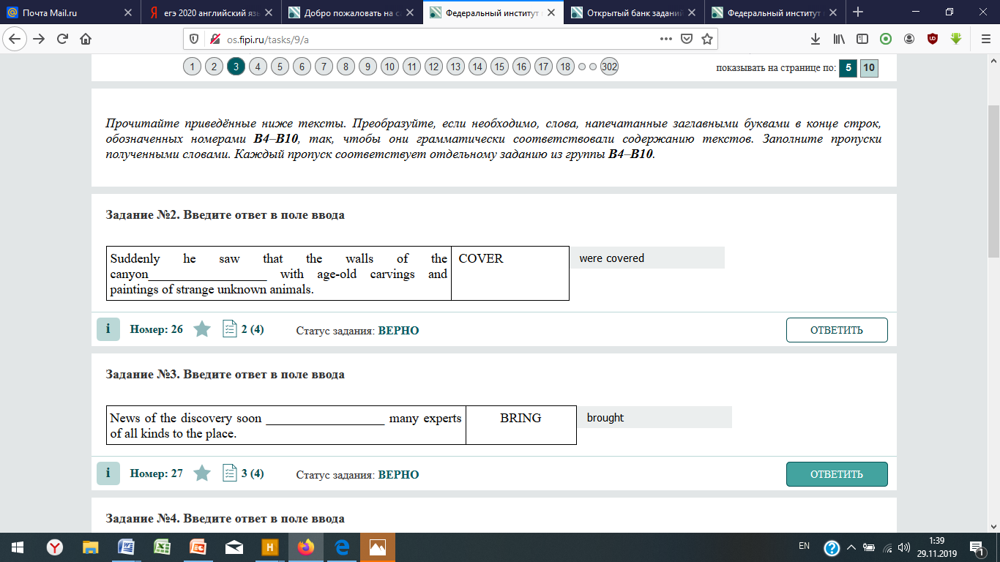 Почта Mail.ru
егэ 2020 английский язы
Добро пожаловать на с
Федеральный институт
Открытый банк заданий
Федеральный институт
os.fipi.ru/tasks/9/a
1 2 3 4 5 6 7 8 9 10 11 12 13 14 15 16 17 18 302
показывать на странице по: 5 10
Прочитайте приведённые ниже тексты. Преобразуйте, если необходимо, слова, напечатанные заглавными буквами в конце строк,
обозначенных номерами B4–B10, так, чтобы они грамматически соответствовали содержанию текстов. Заполните пропуски
полученными словами. Каждый пропуск соответствует отдельному заданию из группы B4–B10.
Задание №2. Введите ответ в поле ввода
Suddenly he saw that the walls of the
canyon__________________ with age-old carvings and
paintings of strange unknown animals.
COVER
were covered
i Номер: 26 2 (4) Статус задания: ВЕРНО ОТВЕТИТЬ
Задание №3. Введите ответ в поле ввода
News of the discovery soon __________________ many experts
of all kinds to the place.
BRING
brought
i Номер: 27 3 (4) Статус задания: ВЕРНО ОТВЕТИТЬ
Задание №4. Введите ответ в поле ввода
EN
1:39
29.11.2019